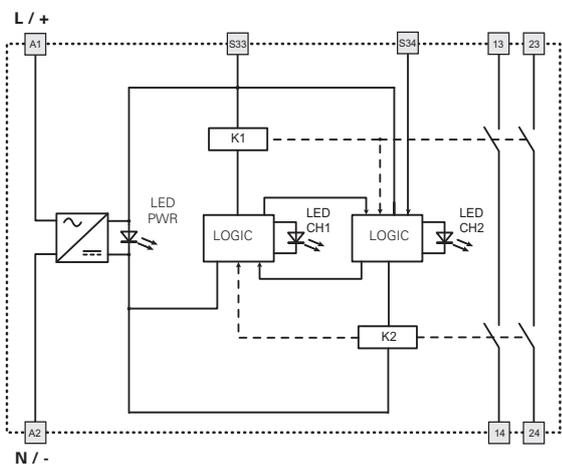 L / +
A1
S33
S34
13
23
K1
LED
PWR
LOGIC
LED
CH1
LOGIC
LED
CH2
K2
A2
14
24
N / -